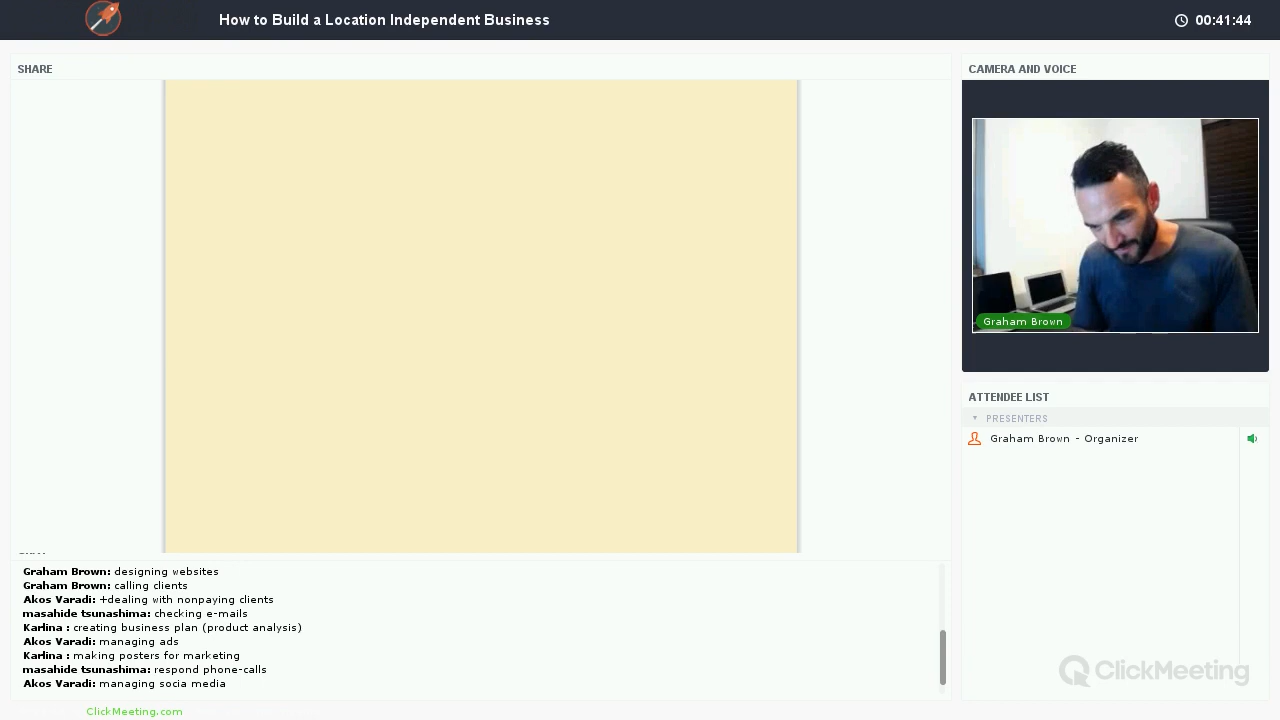 How to Build a Location Independent Business
00:41:44
SHARE
CAMERA AND VOICE
Graham Brown
ATTENDEE LIST
PRESENTERS
Graham Brown - Organizer
Graham Brown: designing websites
Graham Brown: calling clients
Akos Varadi: +dealing with nonpaying clients
masahide tsunashima: checking e-mails
Karlina : creating business plan (product analysis)
Akos Varadi: managing ads
Karlina : making posters for marketing
masahide tsunashima: respond phone-calls
Akos Varadi: managing socia media
ClickMeeting
ClickMeeting.com